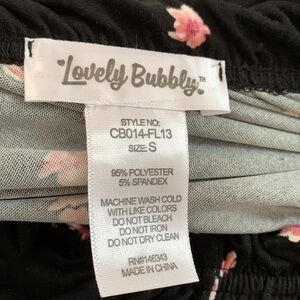 Lovely Bubbly™
STYLE NO:
CB014-FL13
SIZE: S
95% POLYESTER
5% SPANDEX
MACHINE WASH COLD
WITH LIKE COLORS
DO NOT BLEACH
DO NOT IRON
DO NOT DRY CLEAN
RN#146343
MADE IN CHINA